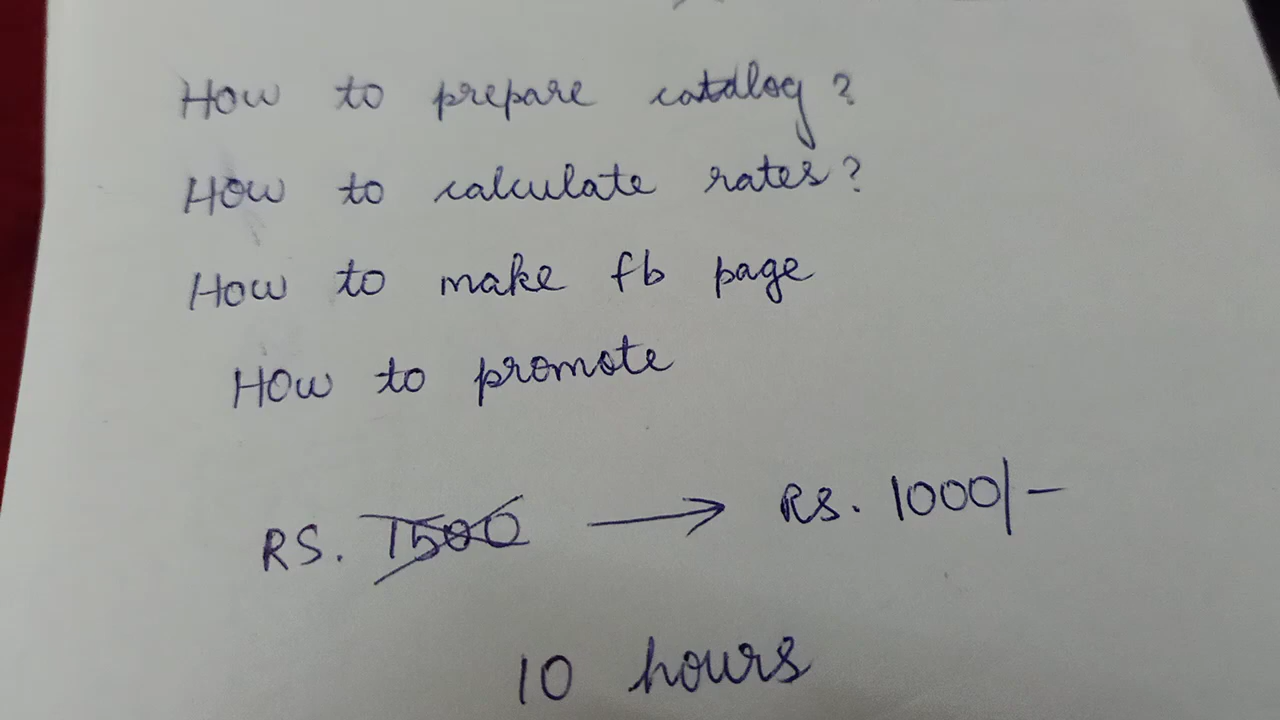 How to prepare catalog?
How to calculate rates?
How to make fb page
How to promote
RS. 1500 → RS. 1000/-
10 hours